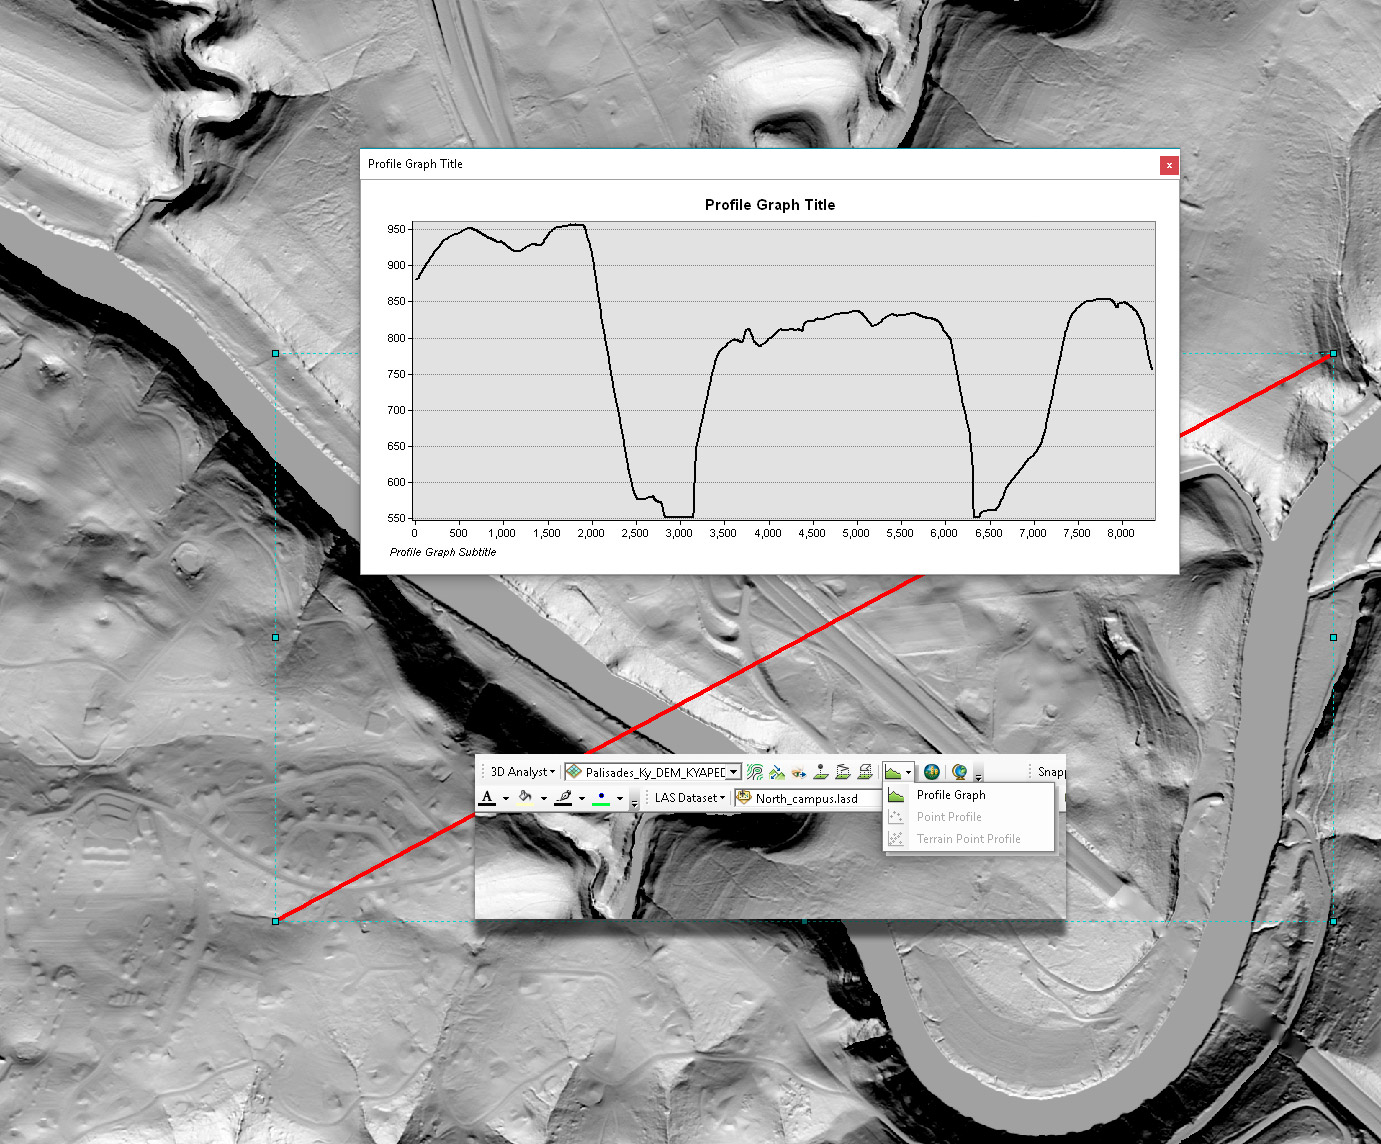 Profile Graph Title
x
Profile Graph Title
950
900
850
800
750
700
650
600
550
0 500 1,000 1,500 2,000 2,500 3,000 3,500 4,000 4,500 5,000 5,500 6,000 6,500 7,000 7,500 8,000
Profile Graph Subtitle
3D Analyst Palisades_Ky_DEM_KYAPED Snapp
A LAS Dataset North_campus.lasd
Profile Graph
Point Profile
Terrain Point Profile